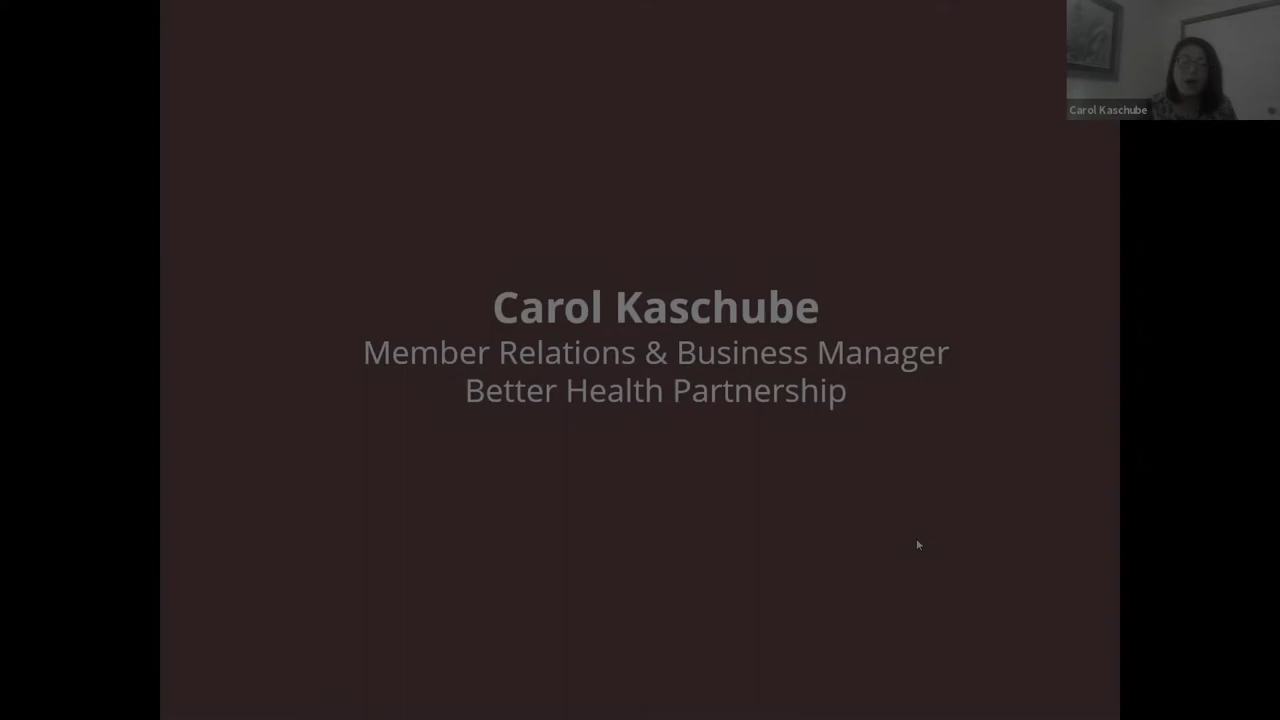 Carol Kaschube
Carol Kaschube
Member Relations & Business Manager
Better Health Partnership